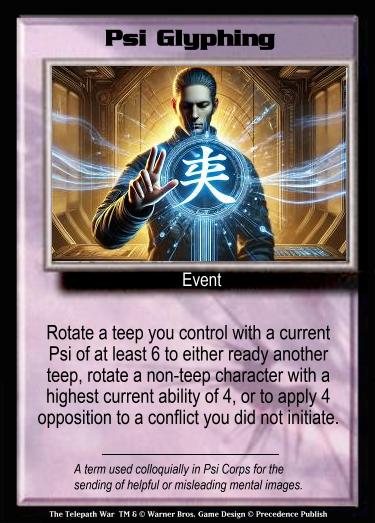 Psi Glyphing
Event
Rotate a teep you control with a current
Psi of at least 6 to either ready another
teep, rotate a non-teep character with a
highest current ability of 4, or to apply 4
opposition to a conflict you did not initiate.
A term used colloquially in Psi Corps for the
sending of helpful or misleading mental images.
The Telepath War TM & © Warner Bros. Game Design © Precedence Publish